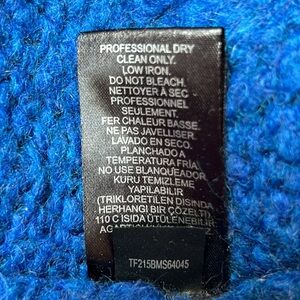 PROFESSIONAL DRY
CLEAN ONLY.
LOW IRON.
DO NOT BLEACH.
NETTOYER À SEC
PROFESSIONNEL
SEULEMENT.
FER CHALEUR BASSE.
NE PAS JAVELLISER.
LAVADO EN SECO.
PLANCHADO A
TEMPERATURA FRÍA.
NO USE BLANQUEADOR.
KURU TEMIZLEME
YAPILABILIR
(TRIKLORETILEN DISINDA
HERHANGI BIR ÇÖZELTI)
110 C ISIDA ÜTÜLENEBILIR
TF215BMS64045